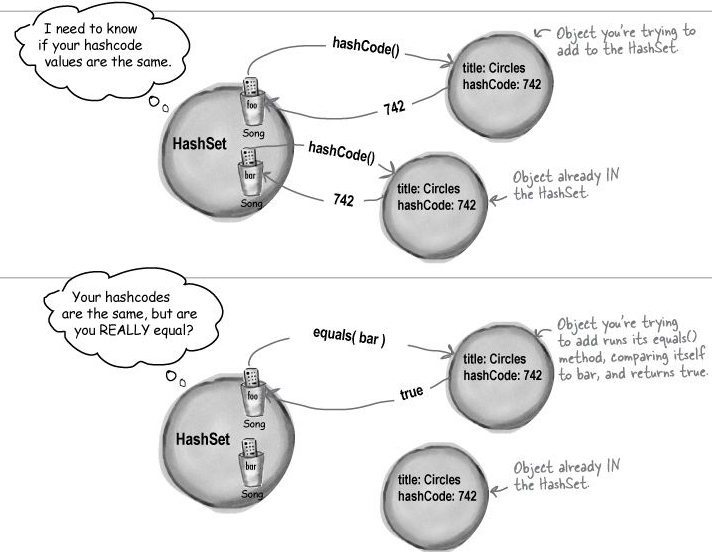 I need to know
if your hashcode
values are the same.
hashCode()
Object you're trying to
add to the HashSet.
title: Circles
hashCode: 742
742
foo
Song
HashSet
hashCode()
bar
Song
742
title: Circles
hashCode: 742
Object already IN
the HashSet.
Your hashcodes
are the same, but are
you REALLY equal?
equals( bar )
Object you're trying
to add runs its equals()
method, comparing itself
to bar, and returns true.
title: Circles
hashCode: 742
true
foo
Song
HashSet
bar
Song
title: Circles
hashCode: 742
Object already IN
the HashSet.